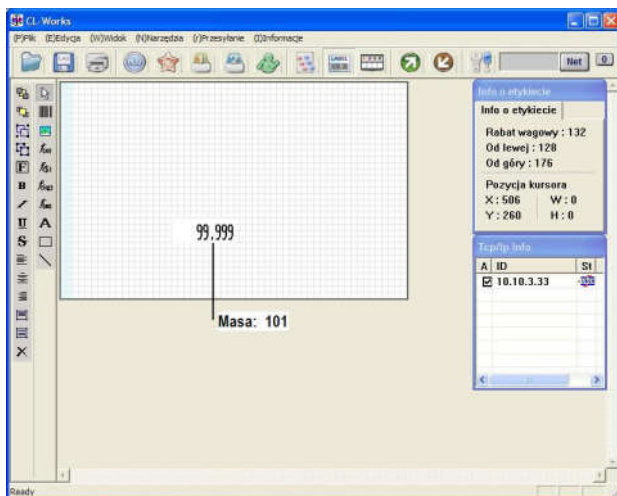 CL-Works
(P)Plik (E)Edycja (W)Widok (N)Narzędzia (r)Przesyłanie (I)Informacje
LABEL
Net 0
Info o etykiecie
Info o etykiecie
Rabat wagowy : 132
Od lewej : 128
Od góry : 176
Pozycja kursora
X : 506 W : 0
Y : 260 H : 0
Tcp/Ip Info
A ID St
10.10.3.33
F
B
U
S
A
99,999
Masa: 101
Ready